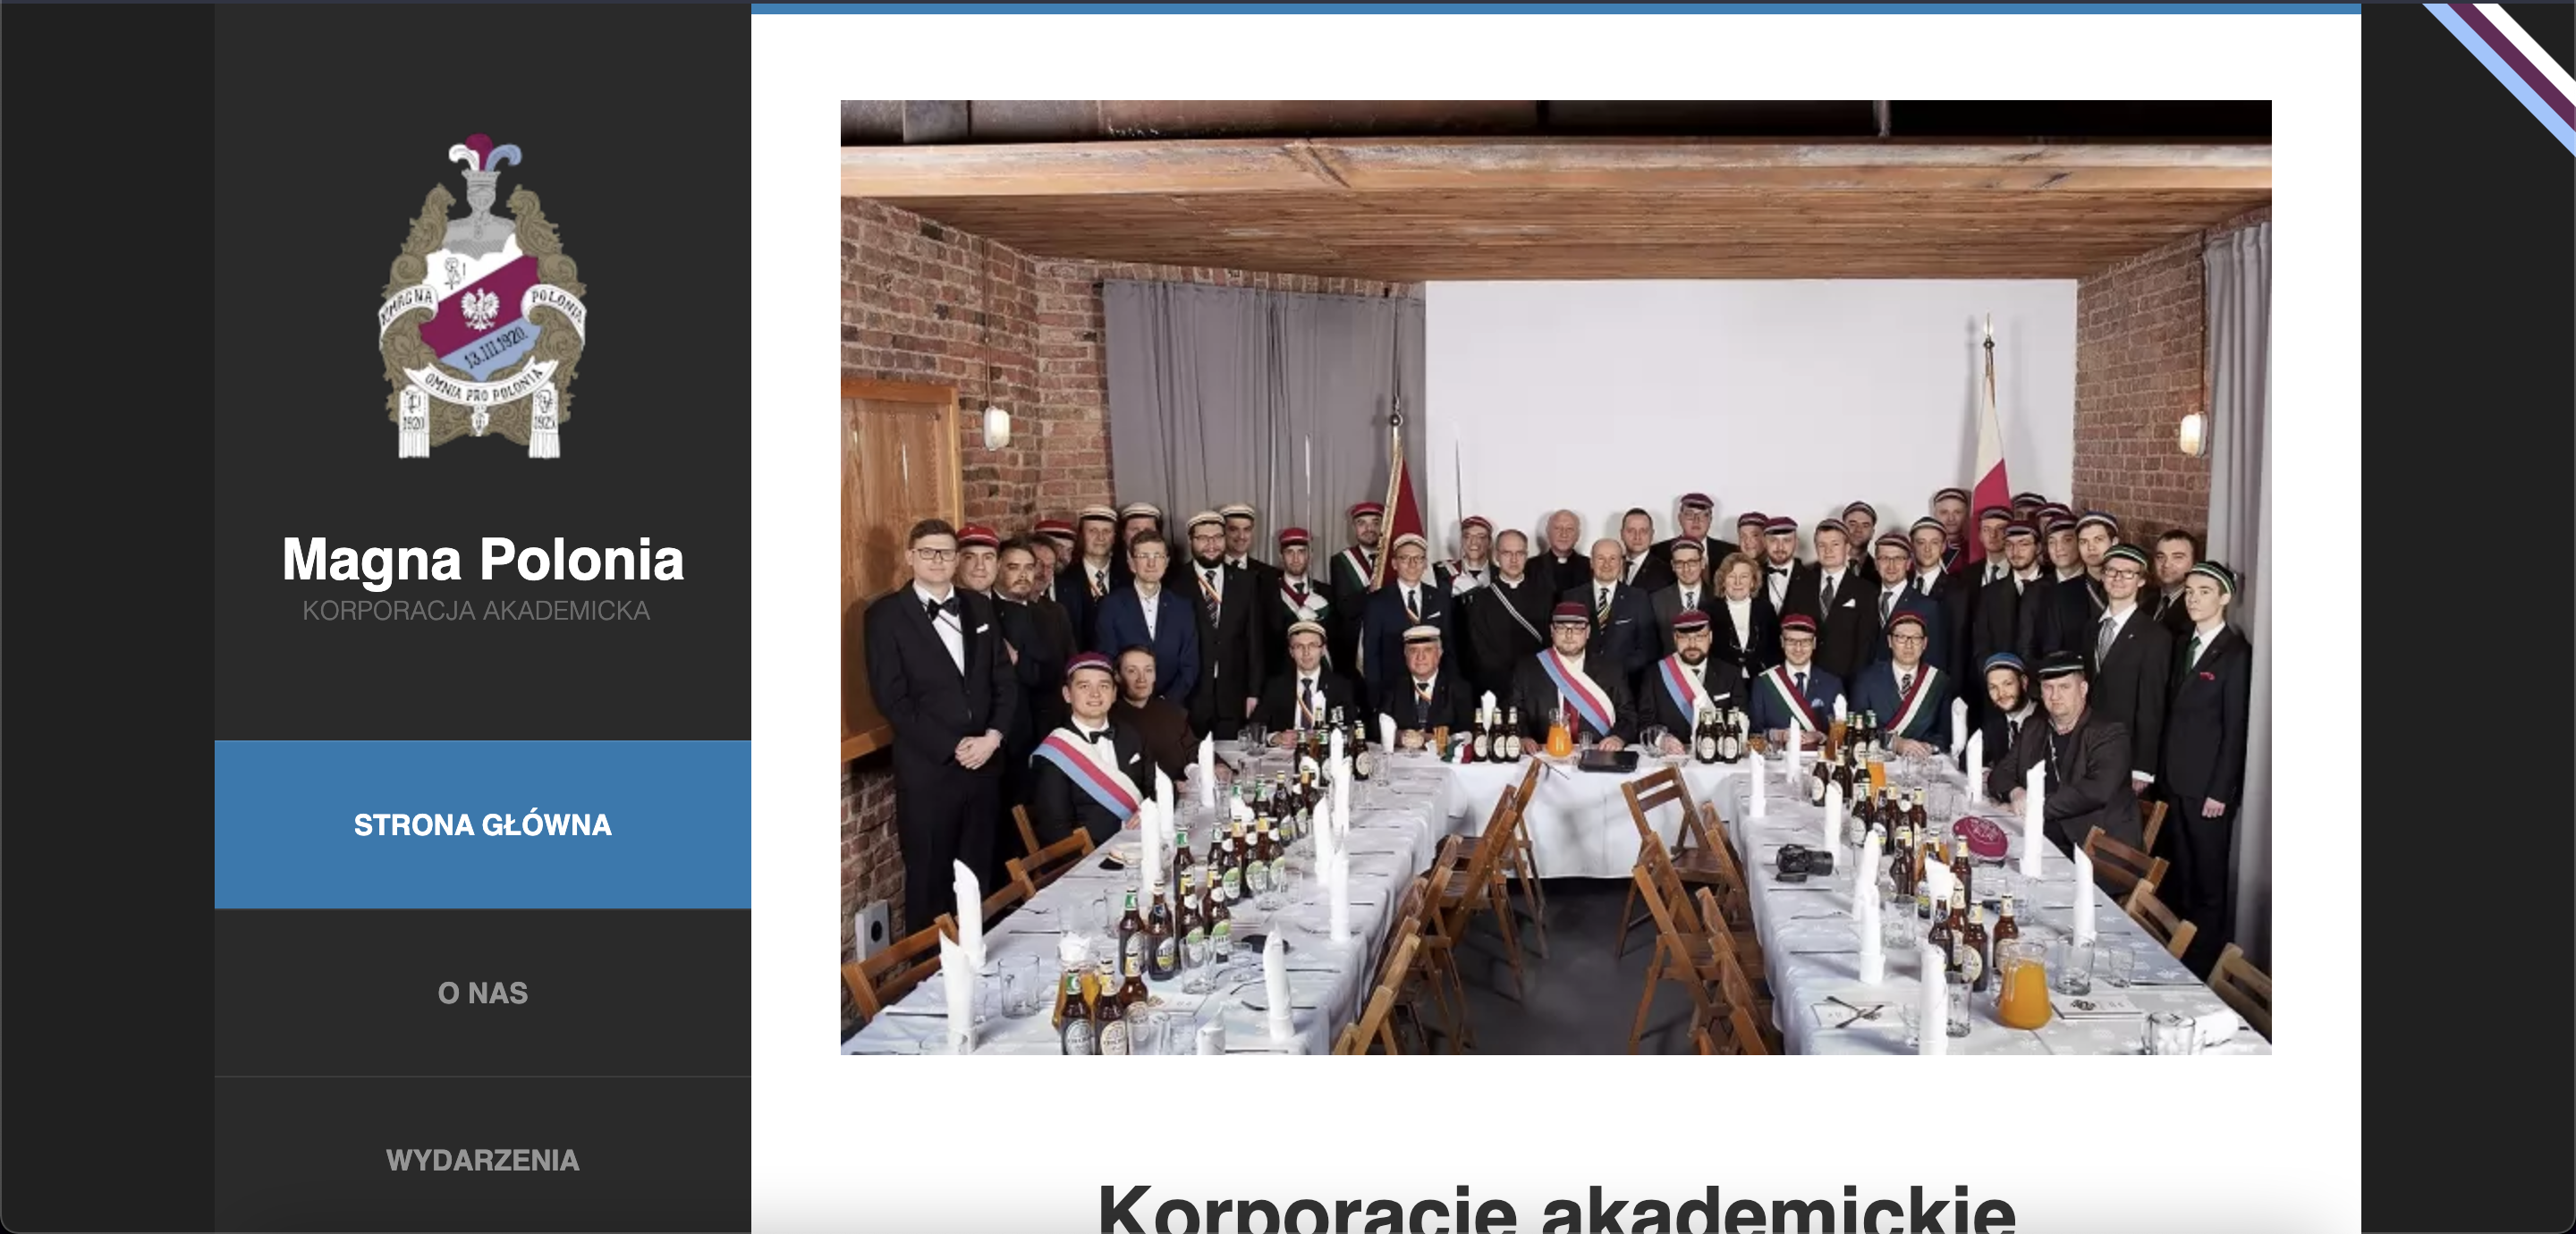 MAGNA
POLONIA
13.III.1920.
OMNIA PRO POLONIA
1920
1925
Magna Polonia
KORPORACJA AKADEMICKA
STRONA GŁÓWNA
O NAS
WYDARZENIA
Korporacje akademickie